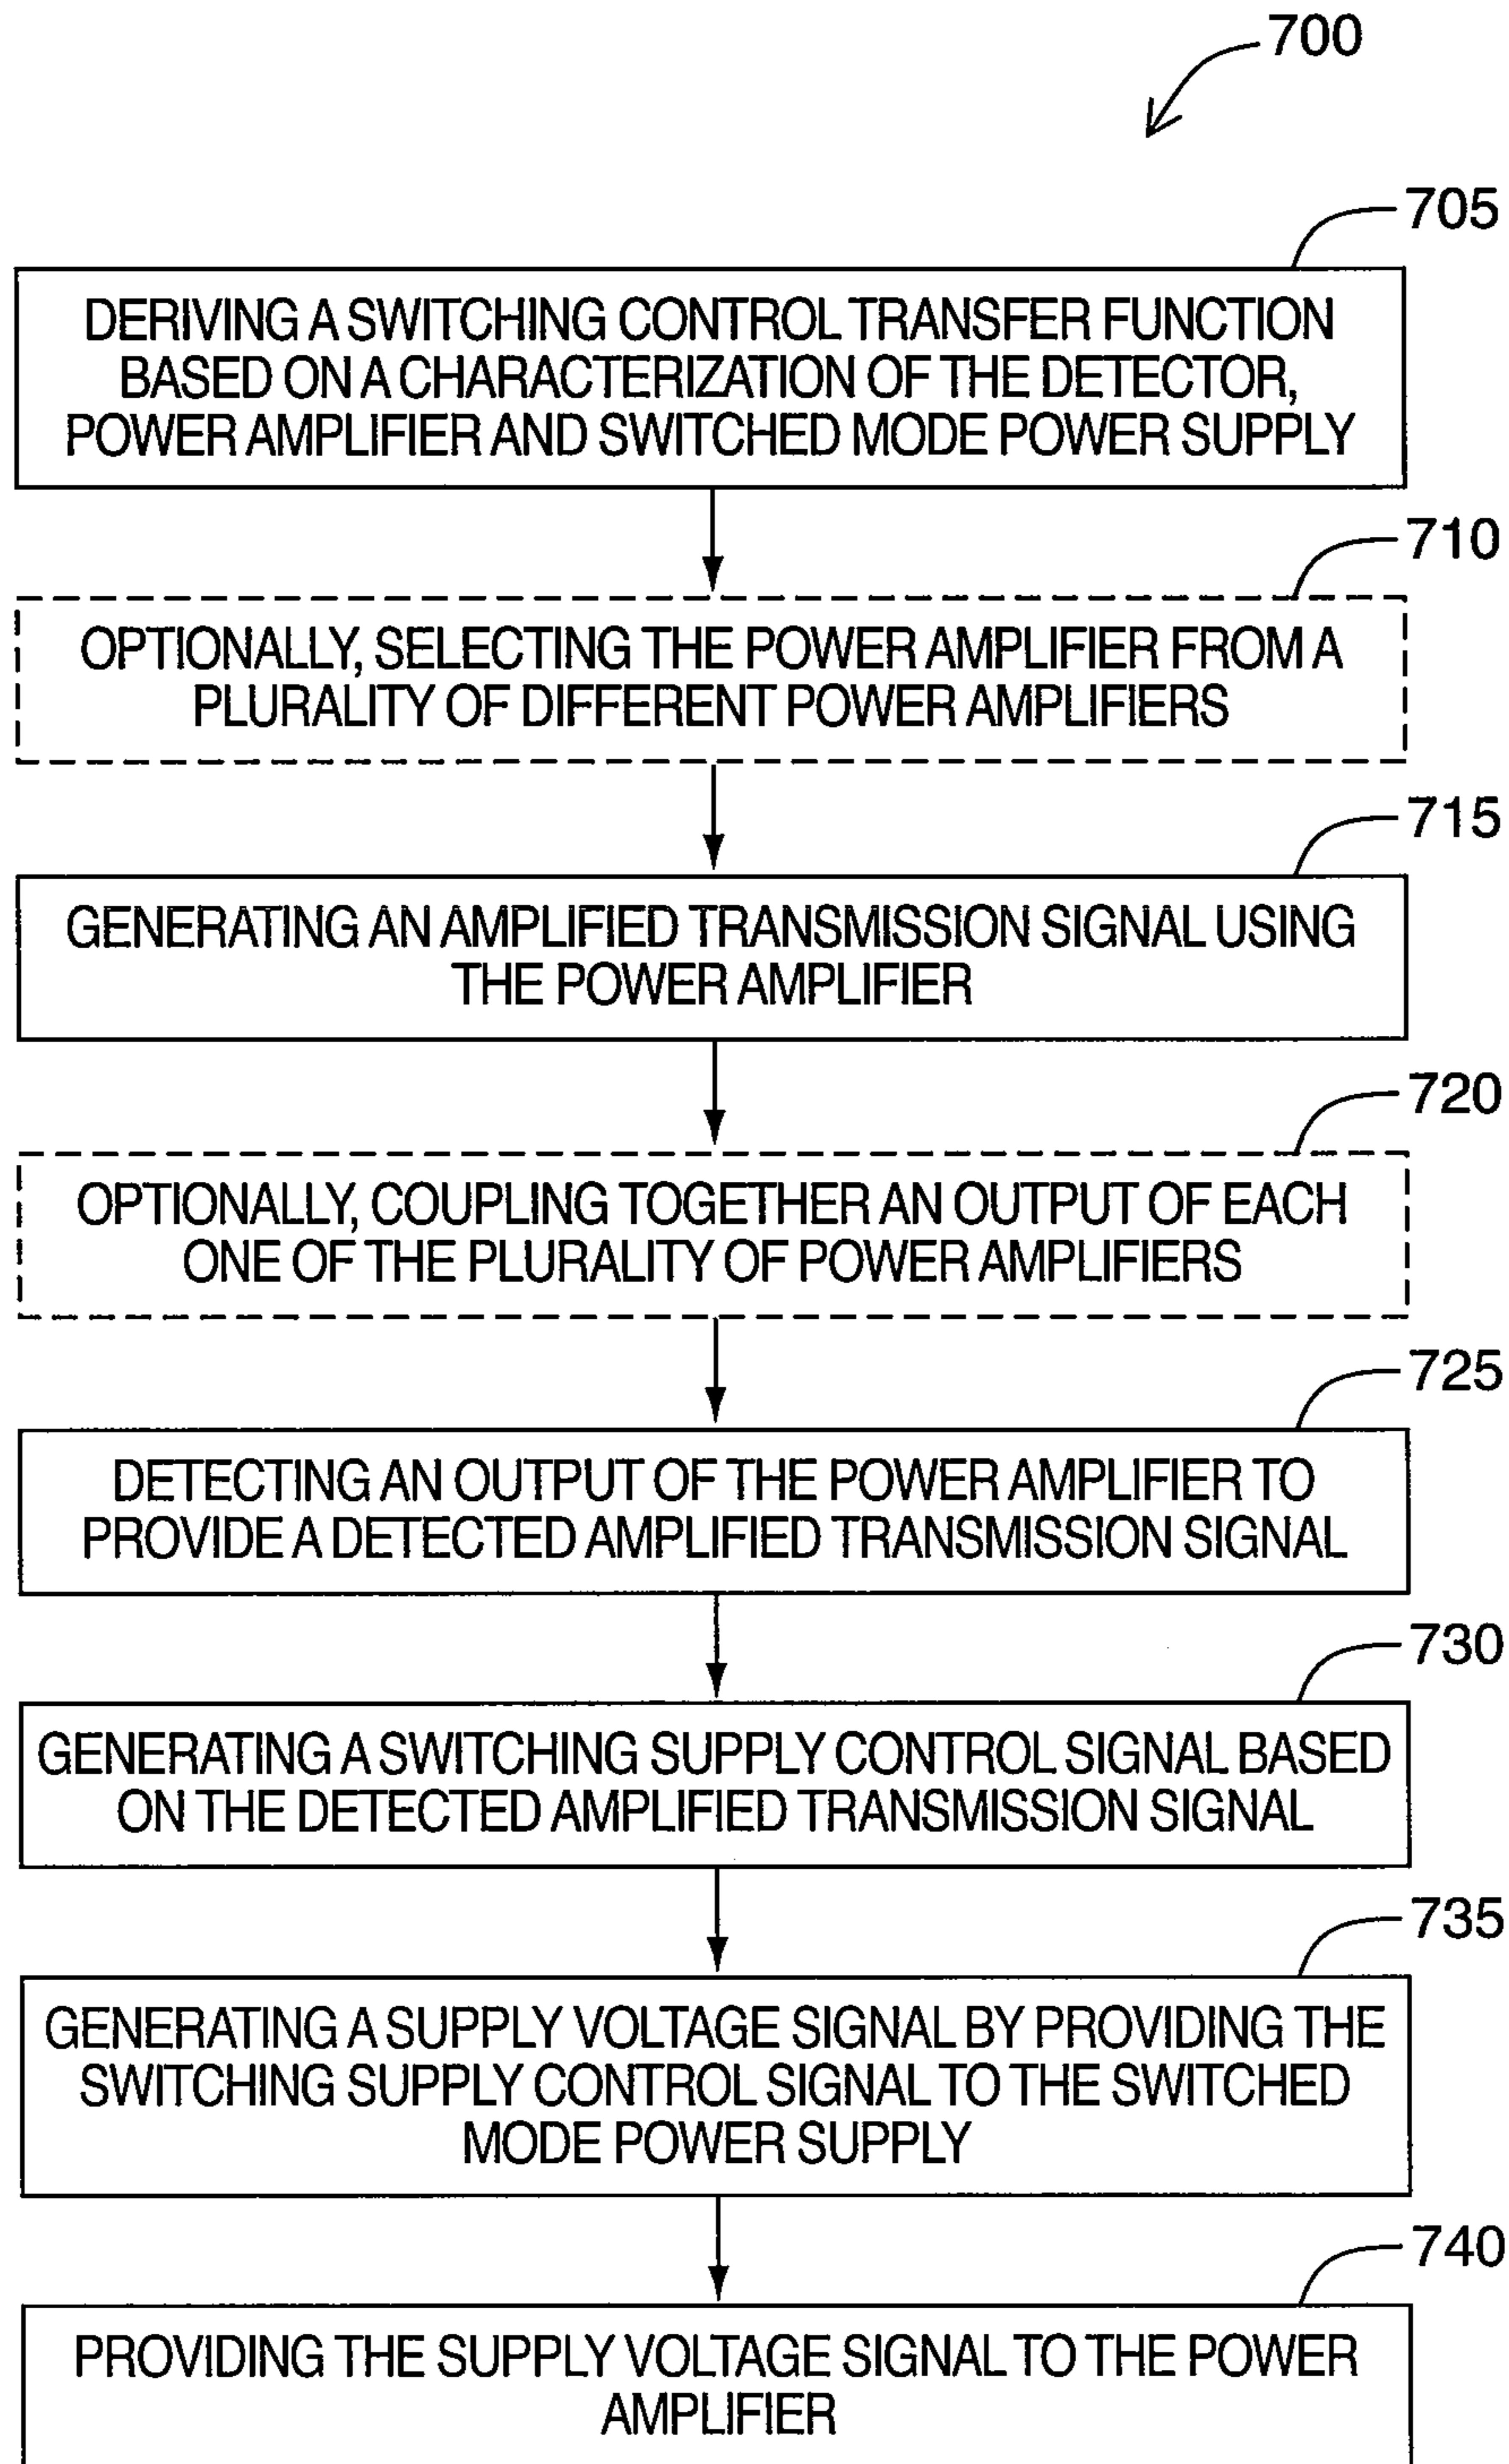 700
705
DERIVING A SWITCHING CONTROL TRANSFER FUNCTION
BASED ON A CHARACTERIZATION OF THE DETECTOR,
POWER AMPLIFIER AND SWITCHED MODE POWER SUPPLY
710
OPTIONALLY, SELECTING THE POWER AMPLIFIER FROM A
PLURALITY OF DIFFERENT POWER AMPLIFIERS
715
GENERATING AN AMPLIFIED TRANSMISSION SIGNAL USING
THE POWER AMPLIFIER
720
OPTIONALLY, COUPLING TOGETHER AN OUTPUT OF EACH
ONE OF THE PLURALITY OF POWER AMPLIFIERS
725
DETECTING AN OUTPUT OF THE POWER AMPLIFIER TO
PROVIDE A DETECTED AMPLIFIED TRANSMISSION SIGNAL
730
GENERATING A SWITCHING SUPPLY CONTROL SIGNAL BASED
ON THE DETECTED AMPLIFIED TRANSMISSION SIGNAL
735
GENERATING A SUPPLY VOLTAGE SIGNAL BY PROVIDING THE
SWITCHING SUPPLY CONTROL SIGNAL TO THE SWITCHED
MODE POWER SUPPLY
740
PROVIDING THE SUPPLY VOLTAGE SIGNAL TO THE POWER
AMPLIFIER